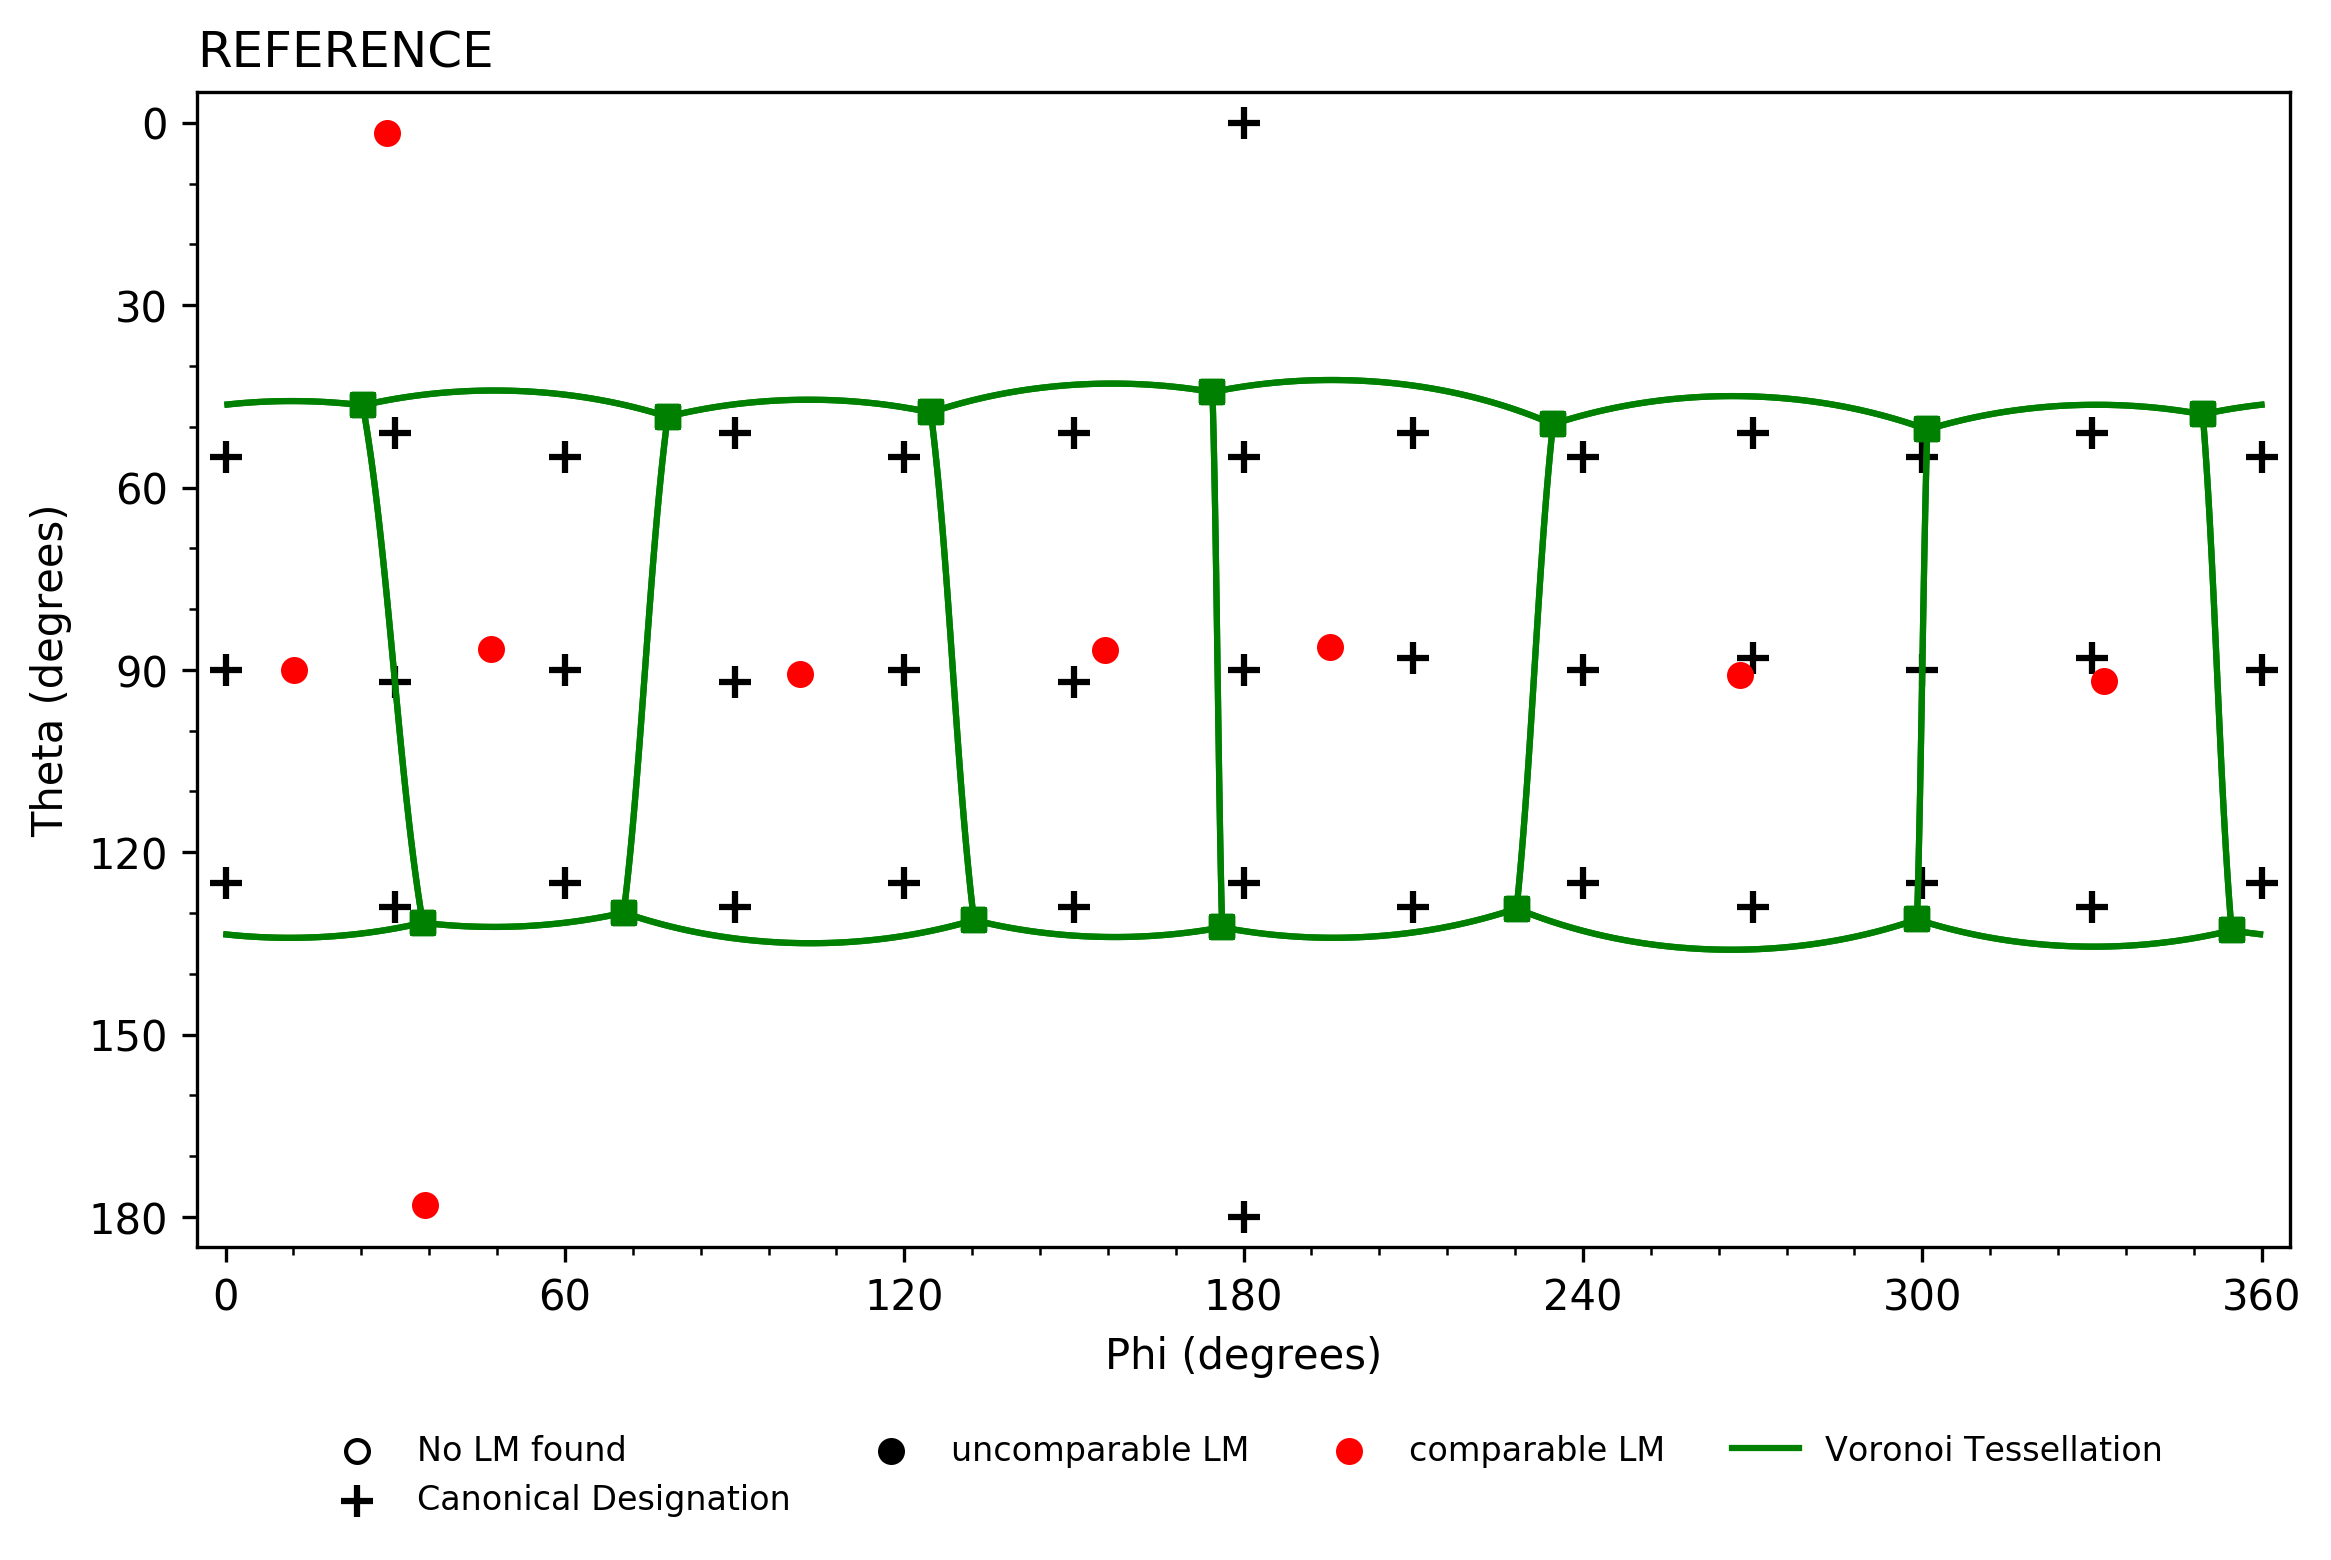 REFERENCE
0
30
60
90
120
150
180
Theta (degrees)
0 60 120 180 240 300 360
Phi (degrees)
No LM found uncomparable LM comparable LM Voronoi Tessellation
Canonical Designation